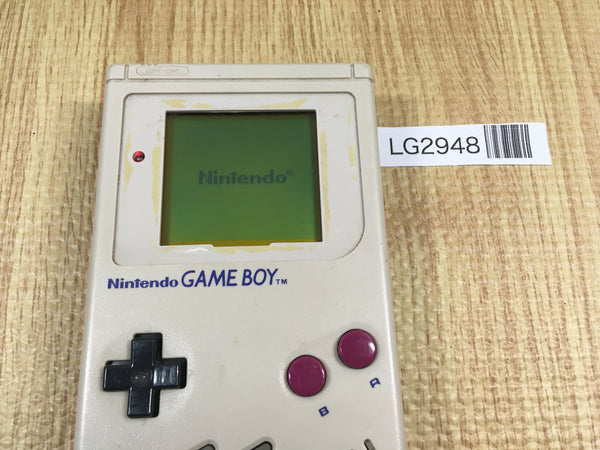 LG2948
Nintendo®
Nintendo GAME BOY™
B A